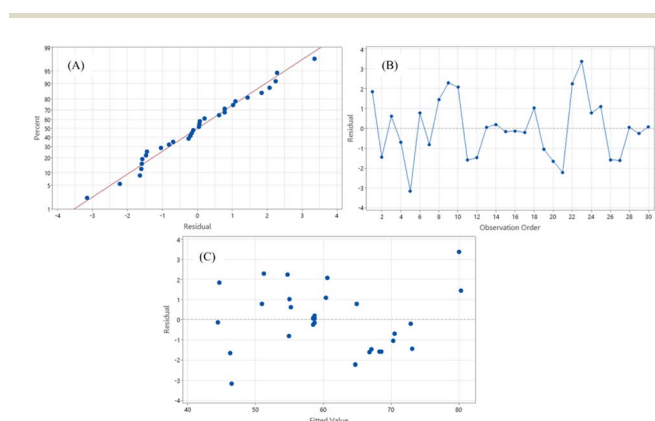 (A)
99
95
90
80
70
60
50
40
30
20
10
5
1
Percent
-4 -3 -2 -1 0 1 2 3 4
Residual
(B)
4
3
2
1
0
-1
-2
-3
-4
Residual
2 4 6 8 10 12 14 16 18 20 22 24 26 28 30
Observation Order
(C)
4
3
2
1
0
-1
-2
-3
-4
Residual
40 50 60 70 80
Fitted Value